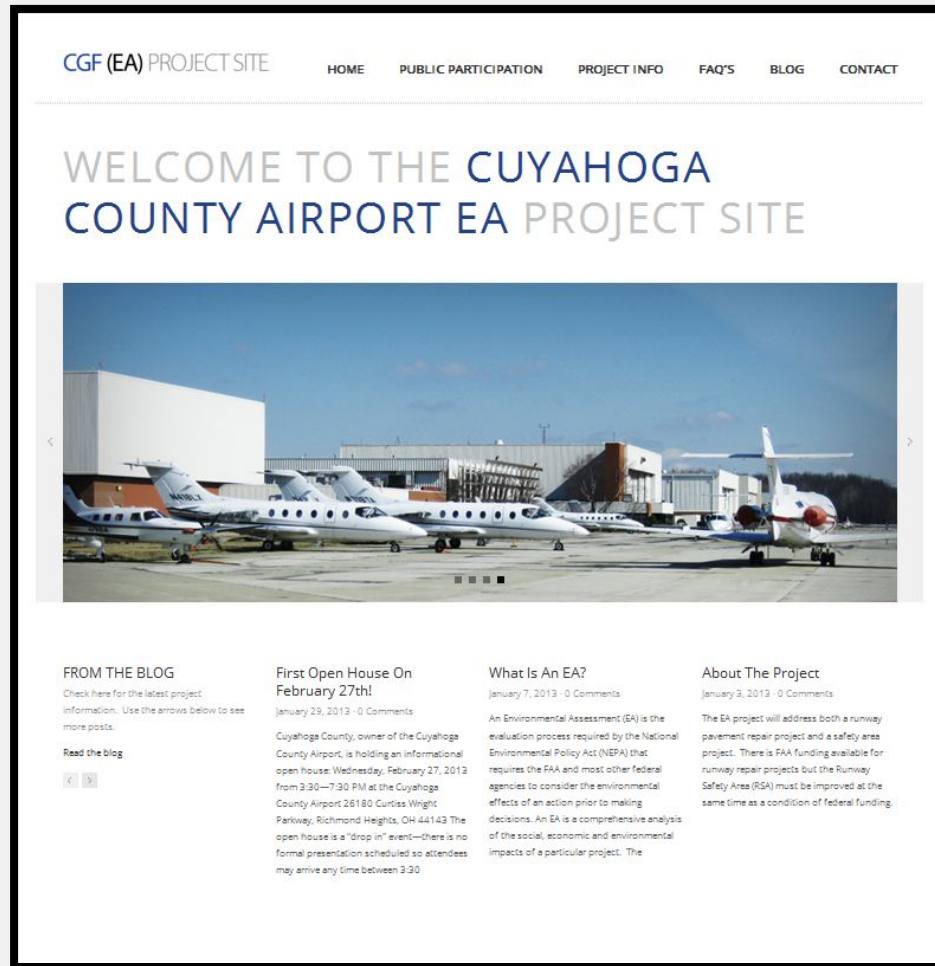 CGF (EA) PROJECT SITE
HOME PUBLIC PARTICIPATION PROJECT INFO FAQ'S BLOG CONTACT
WELCOME TO THE CUYAHOGA
COUNTY AIRPORT EA PROJECT SITE
N418LX
FROM THE BLOG
Check here for the latest project
information. Use the arrows below to see
more posts.
Read the blog
First Open House On
February 27th!
January 29, 2013 · 0 Comments
Cuyahoga County, owner of the Cuyahoga
County Airport, is holding an informational
open house: Wednesday, February 27, 2013
from 3:30—7:30 PM at the Cuyahoga
County Airport 26180 Curtiss Wright
Parkway, Richmond Heights, OH 44143 The
open house is a "drop in" event—there is no
formal presentation scheduled so attendees
may arrive any time between 3:30
What Is An EA?
January 7, 2013 · 0 Comments
An Environmental Assessment (EA) is the
evaluation process required by the National
Environmental Policy Act (NEPA) that
requires the FAA and most other federal
agencies to consider the environmental
effects of an action prior to making
decisions. An EA is a comprehensive analysis
of the social, economic and environmental
impacts of a particular project. The
About The Project
January 3, 2013 · 0 Comments
The EA project will address both a runway
pavement repair project and a safety area
project. There is FAA funding available for
runway repair projects but the Runway
Safety Area (RSA) must be improved at the
same time as a condition of federal funding.